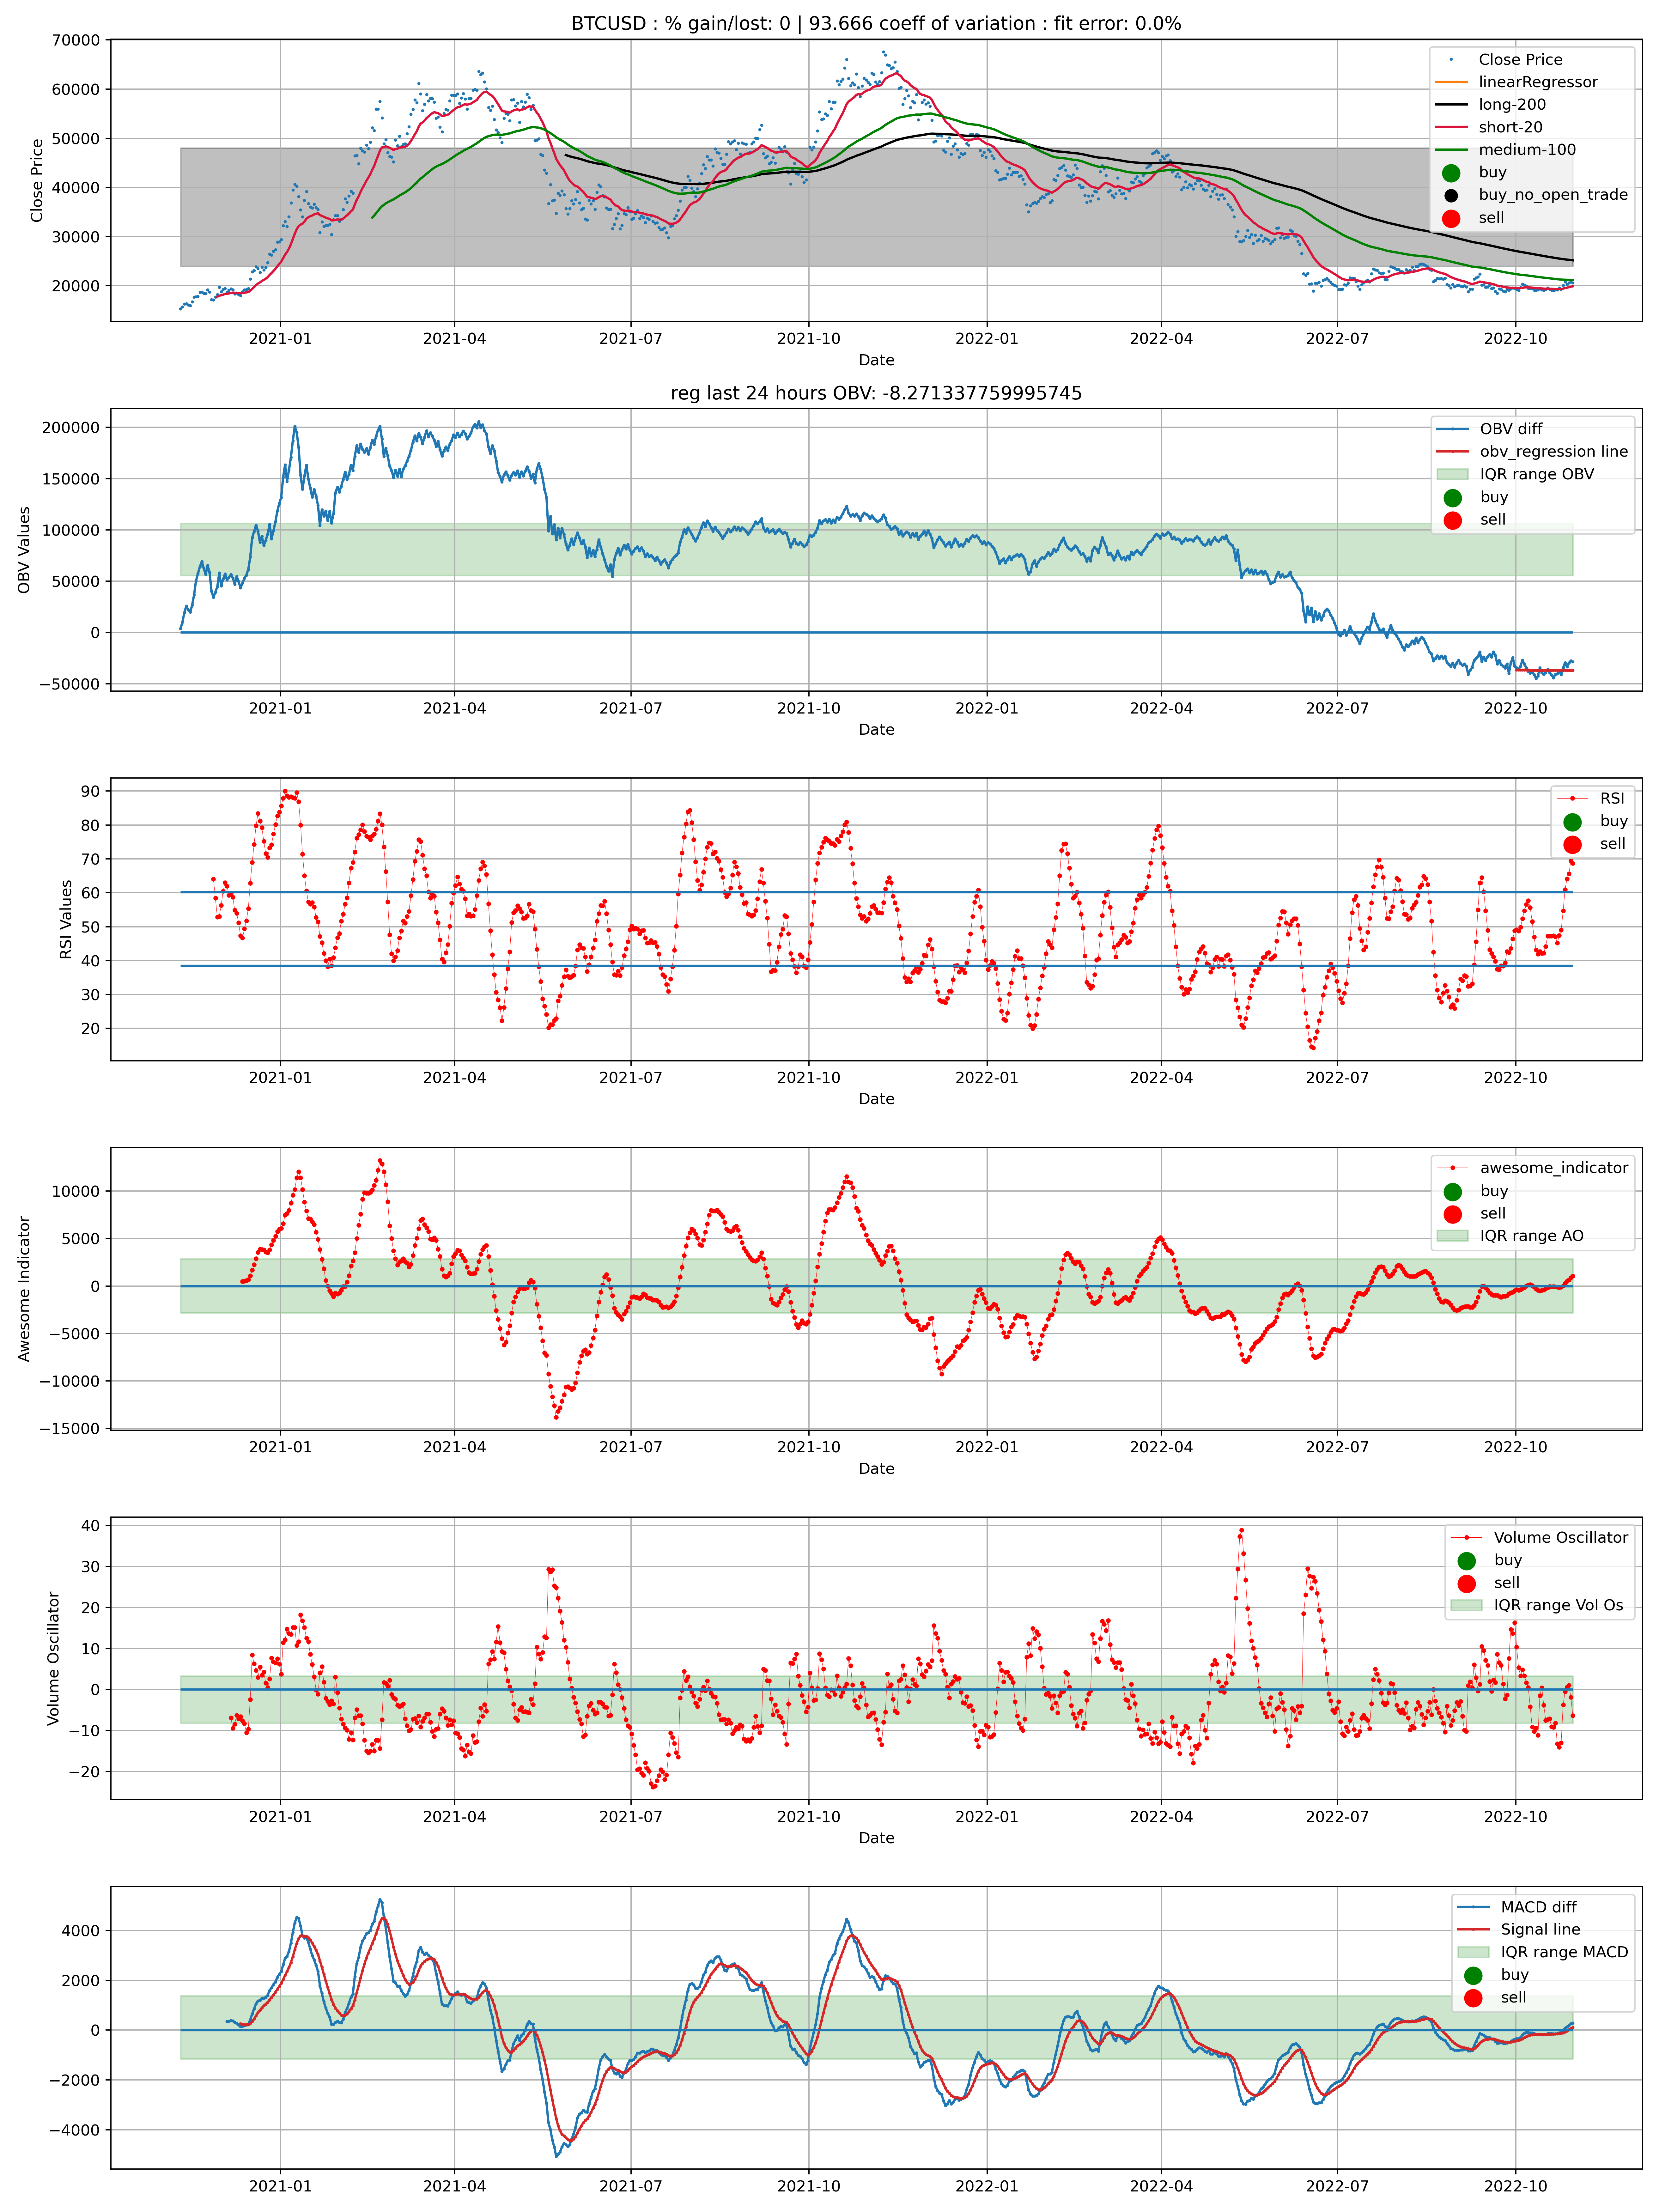 BTCUSD : % gain/lost: 0 | 93.666 coeff of variation : fit error: 0.0%
70000
60000
50000
40000
30000
20000
Close Price
Close Price
linearRegressor
long-200
short-20
medium-100
buy
buy_no_open_trade
sell
2021-01 2021-04 2021-07 2021-10 2022-01 2022-04 2022-07 2022-10
Date
reg last 24 hours OBV: -8.271337759995745
200000
150000
100000
50000
0
−50000
OBV Values
OBV diff
obv_regression line
IQR range OBV
buy
sell
2021-01 2021-04 2021-07 2021-10 2022-01 2022-04 2022-07 2022-10
Date
90
80
70
60
50
40
30
20
RSI Values
RSI
buy
sell
2021-01 2021-04 2021-07 2021-10 2022-01 2022-04 2022-07 2022-10
Date
10000
5000
0
−5000
−10000
−15000
Awesome Indicator
awesome_indicator
buy
sell
IQR range AO
2021-01 2021-04 2021-07 2021-10 2022-01 2022-04 2022-07 2022-10
Date
40
30
20
10
0
−10
−20
Volume Oscillator
Volume Oscillator
buy
sell
IQR range Vol Os
2021-01 2021-04 2021-07 2021-10 2022-01 2022-04 2022-07 2022-10
Date
4000
2000
0
−2000
−4000
MACD diff
Signal line
IQR range MACD
buy
sell
2021-01 2021-04 2021-07 2021-10 2022-01 2022-04 2022-07 2022-10